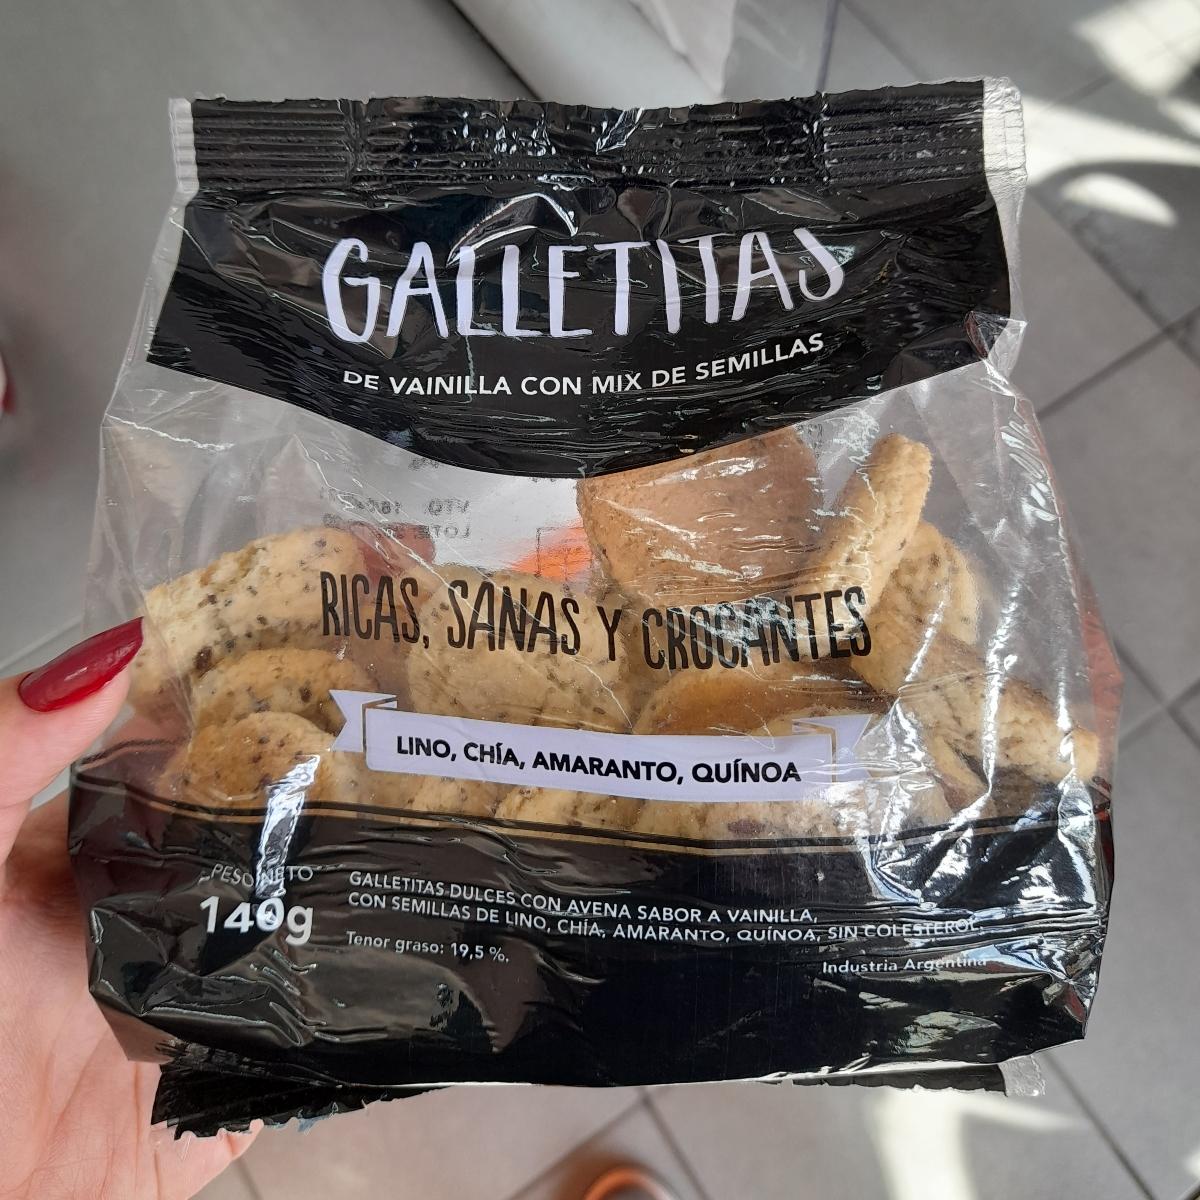 GALLETITAS
DE VAINILLA CON MIX DE SEMILLAS
RICAS, SANAS Y CROCANTES
LINO, CHÍA, AMARANTO, QUÍNOA
PESO NETO
140g
GALLETITAS DULCES CON AVENA SABOR A VAINILLA,
CON SEMILLAS DE LINO, CHÍA, AMARANTO, QUÍNOA, SIN COLESTEROL.
Tenor graso: 19,5 %.
Industria Argentina